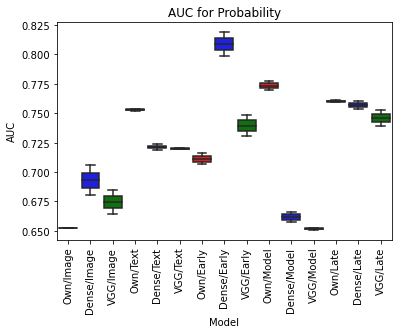 AUC for Probability
0.825
0.800
0.775
0.750
0.725
0.700
0.675
0.650
AUC
Own/Image
Dense/Image
VGG/Image
Own/Text
Dense/Text
VGG/Text
Own/Early
Dense/Early
VGG/Early
Own/Model
Dense/Model
VGG/Model
Own/Late
Dense/Late
VGG/Late
Model